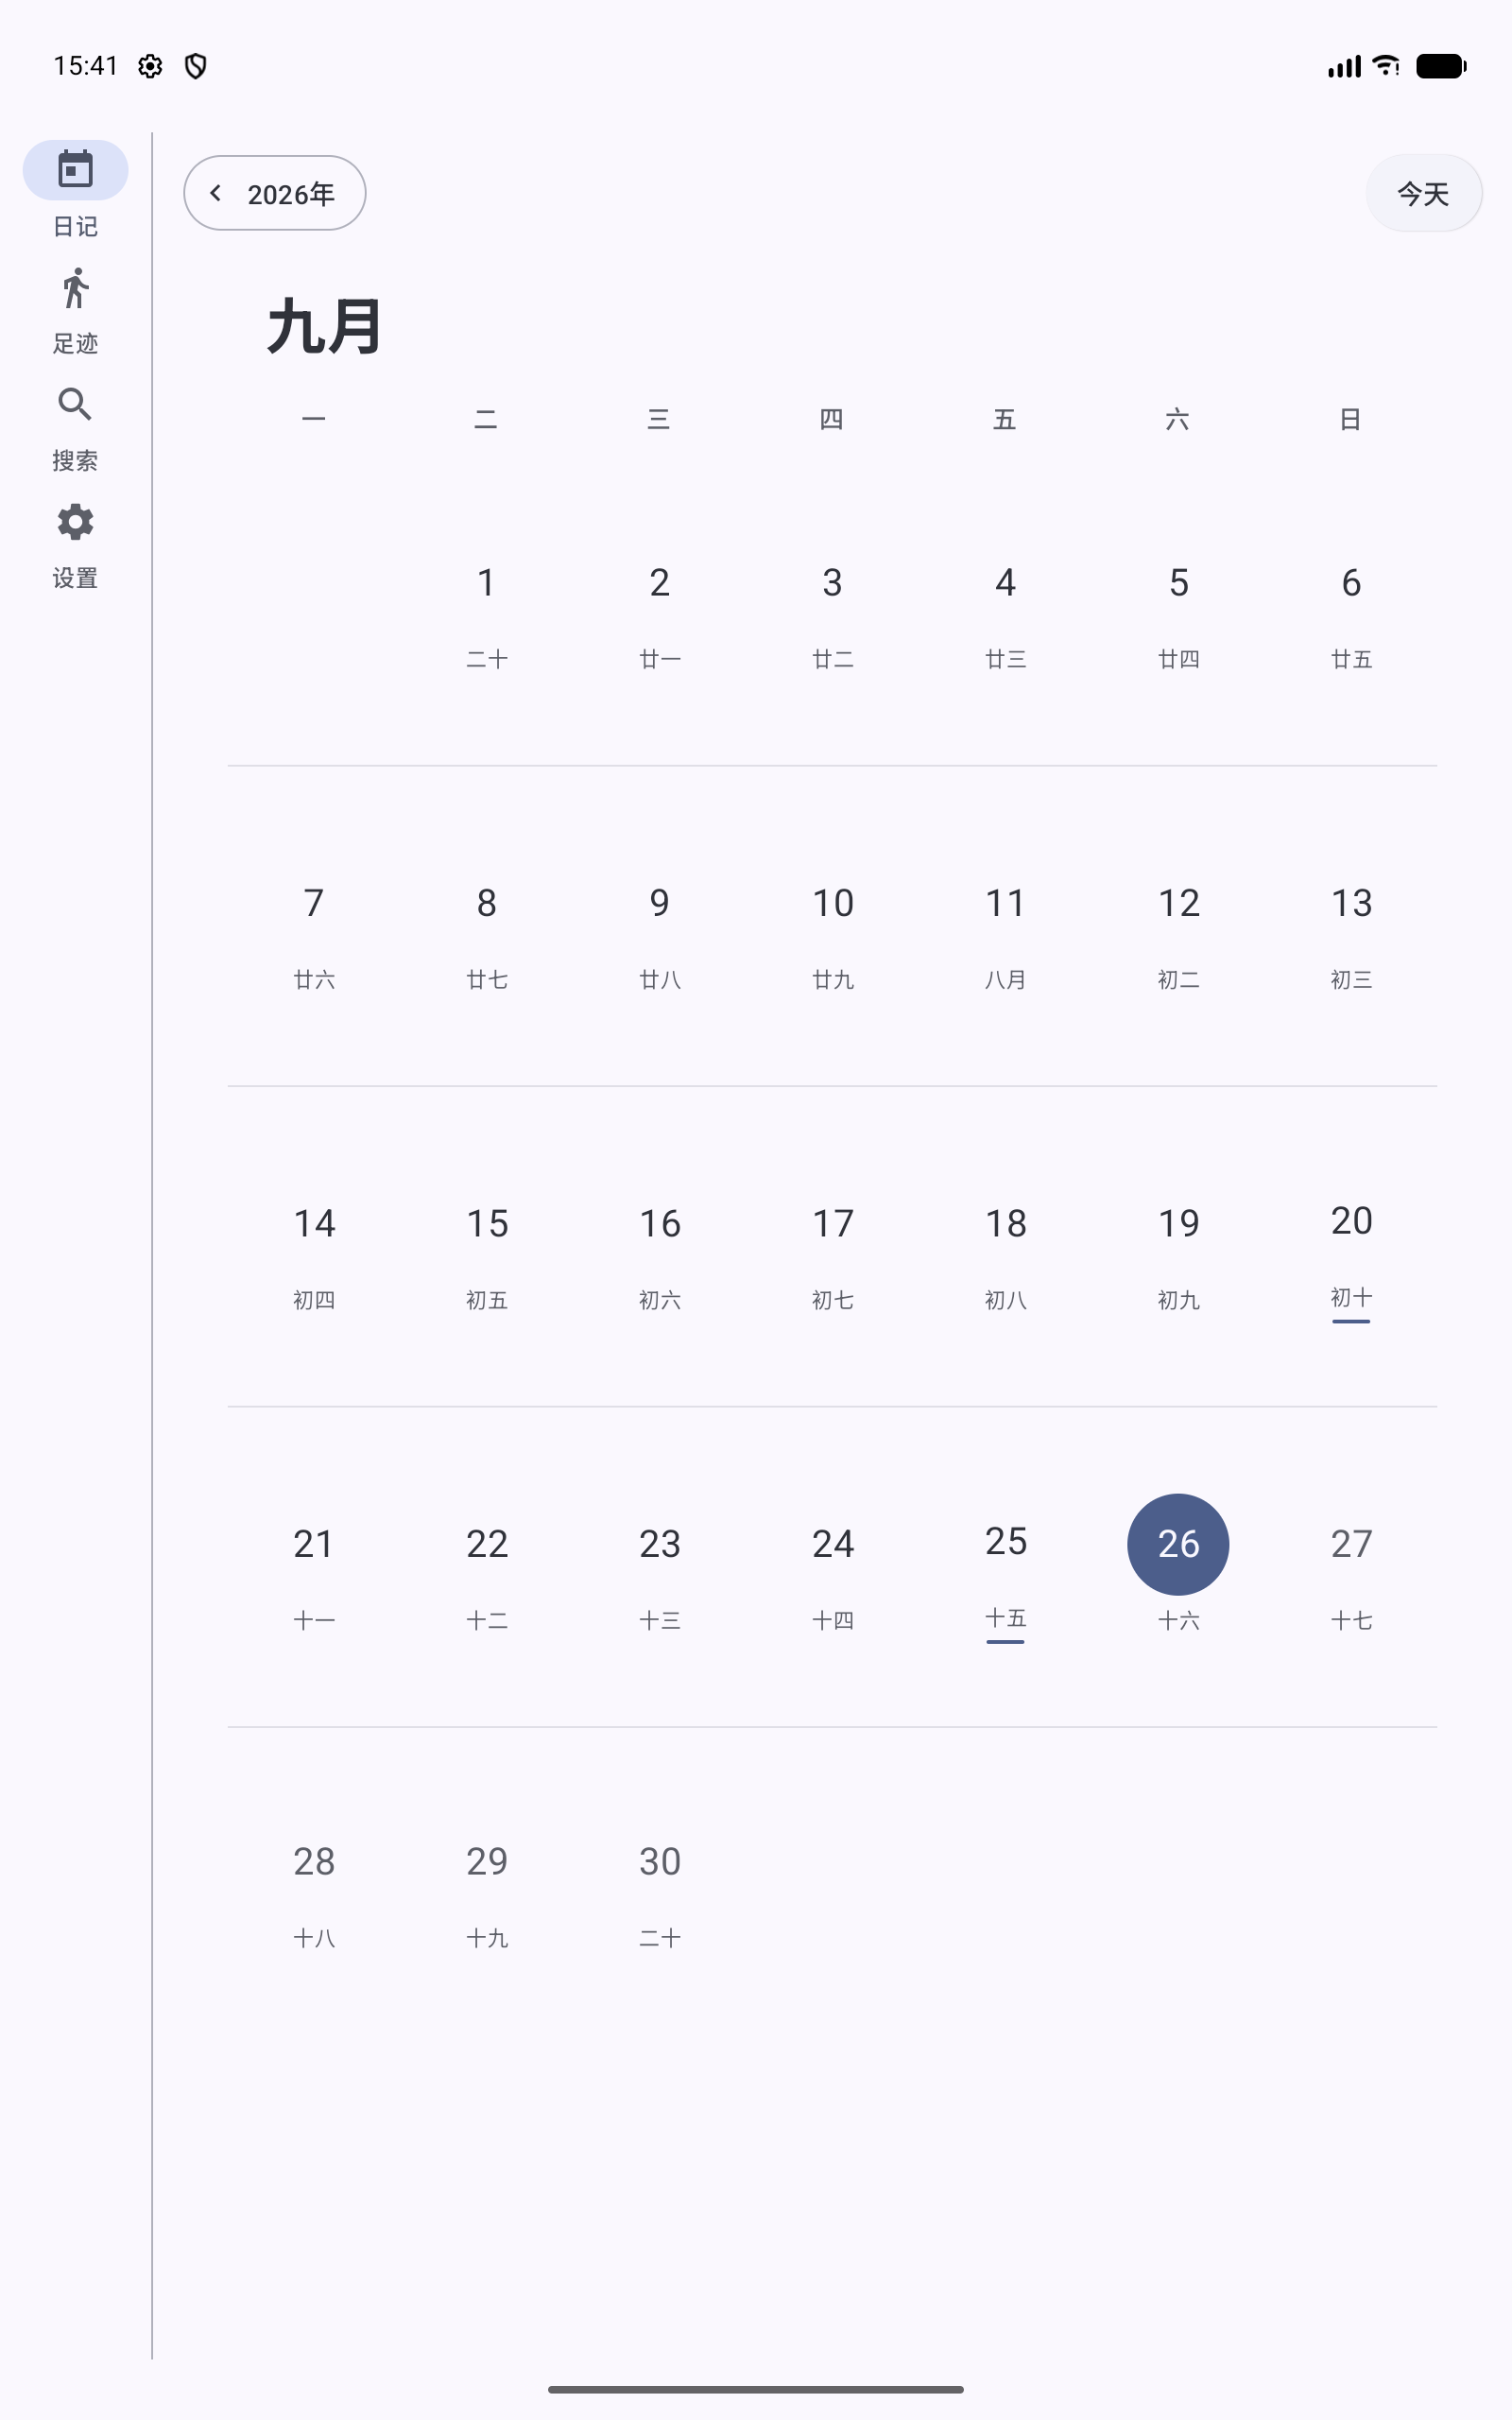 15:41
日记
足迹
搜索
设置
2026年
今天
九月
一 二 三 四 五 六 日
1 2 3 4 5 6
二十 廿一 廿二 廿三 廿四 廿五
7 8 9 10 11 12 13
廿六 廿七 廿八 廿九 八月 初二 初三
14 15 16 17 18 19 20
初四 初五 初六 初七 初八 初九 初十
21 22 23 24 25 26 27
十一 十二 十三 十四 十五 十六 十七
28 29 30
十八 十九 二十